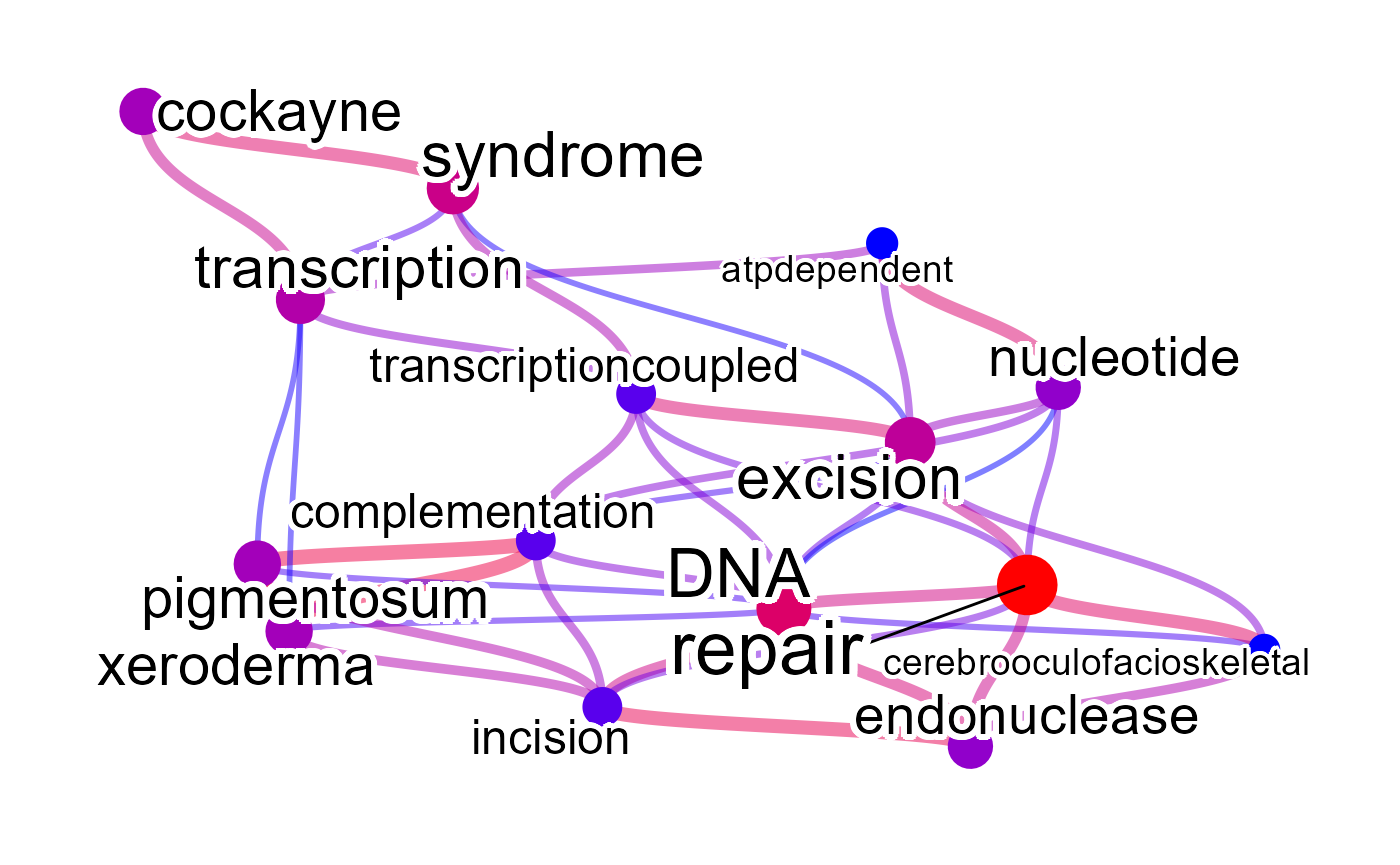 cockayne
syndrome
transcription
atpdependent
nucleotide
transcriptioncoupled
excision
complementation
DNA
pigmentosum
repair
xeroderma
cerebrooculofacioskeletal
endonuclease
incision